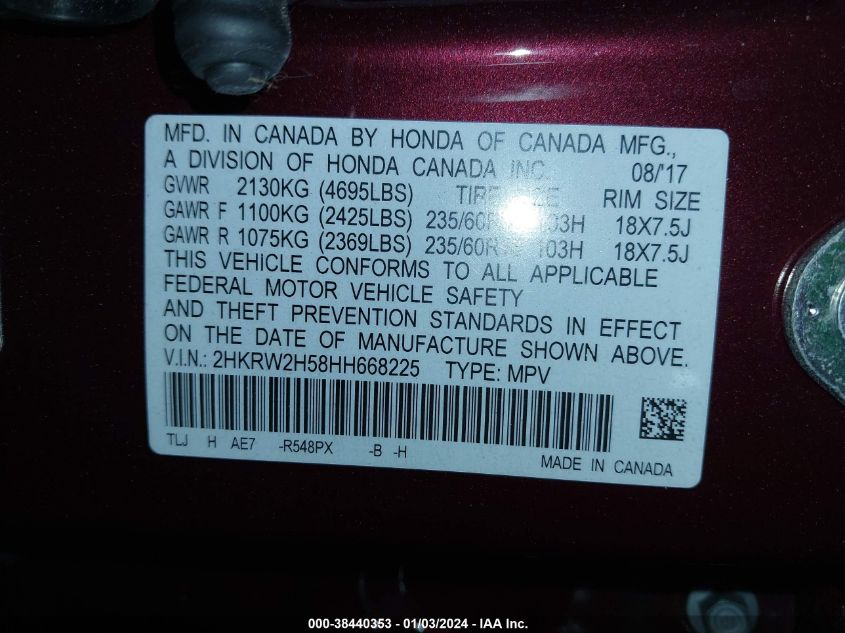 MFD. IN CANADA BY HONDA OF CANADA MFG.,
A DIVISION OF HONDA CANADA INC. 08/'17
GVWR 2130KG (4695LBS) TIRE SIZE RIM SIZE
GAWR F 1100KG (2425LBS) 235/60R 103H 18X7.5J
GAWR R 1075KG (2369LBS) 235/60R 103H 18X7.5J
THIS VEHICLE CONFORMS TO ALL APPLICABLE
FEDERAL MOTOR VEHICLE SAFETY
AND THEFT PREVENTION STANDARDS IN EFFECT
ON THE DATE OF MANUFACTURE SHOWN ABOVE.
V.I.N.: 2HKRW2H58HH668225 TYPE: MPV
TLJ H AE7 -R548PX -B -H
MADE IN CANADA
000-38440353 - 01/03/2024 - IAA Inc.